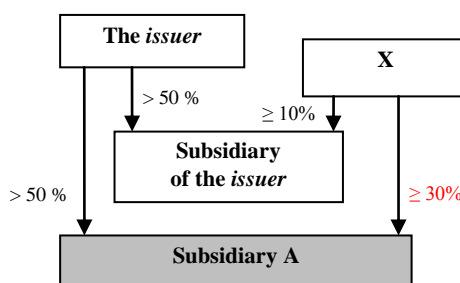 The issuer
X
> 50 %
≥ 10%
Subsidiary
of the issuer
> 50 %
≥ 30%
Subsidiary A